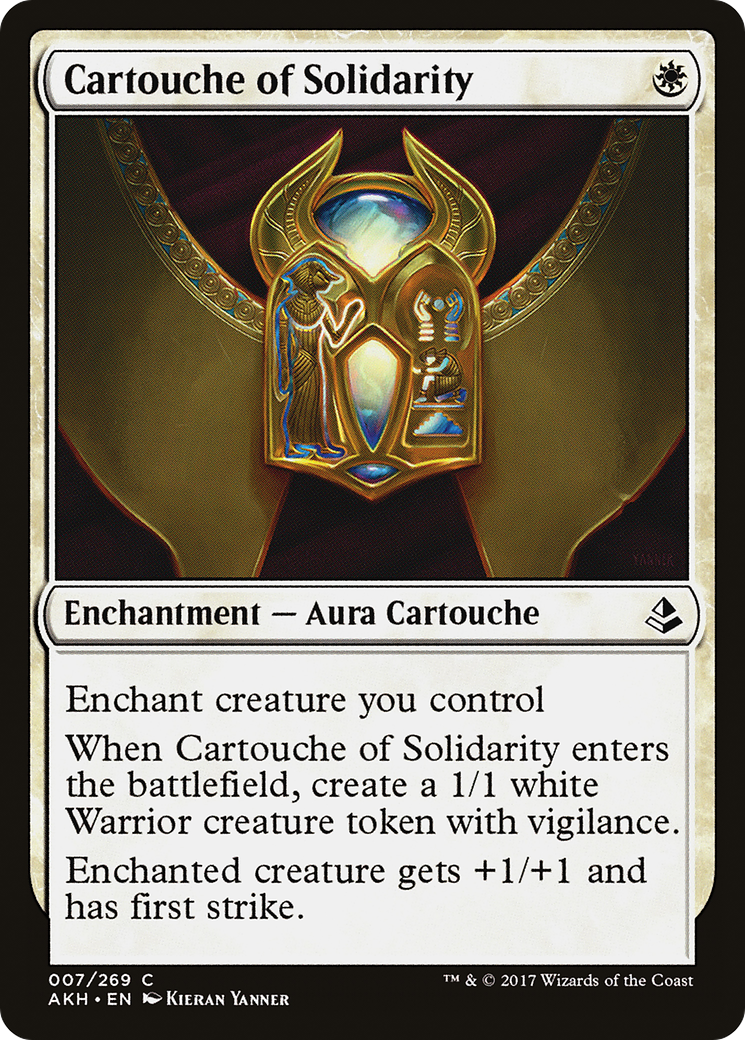 Cartouche of Solidarity
YANNER
Enchantment — Aura Cartouche
Enchant creature you control
When Cartouche of Solidarity enters
the battlefield, create a 1/1 white
Warrior creature token with vigilance.
Enchanted creature gets +1/+1 and
has first strike.
007/269 C
™ & © 2017 Wizards of the Coast
AKH • EN Kieran Yanner